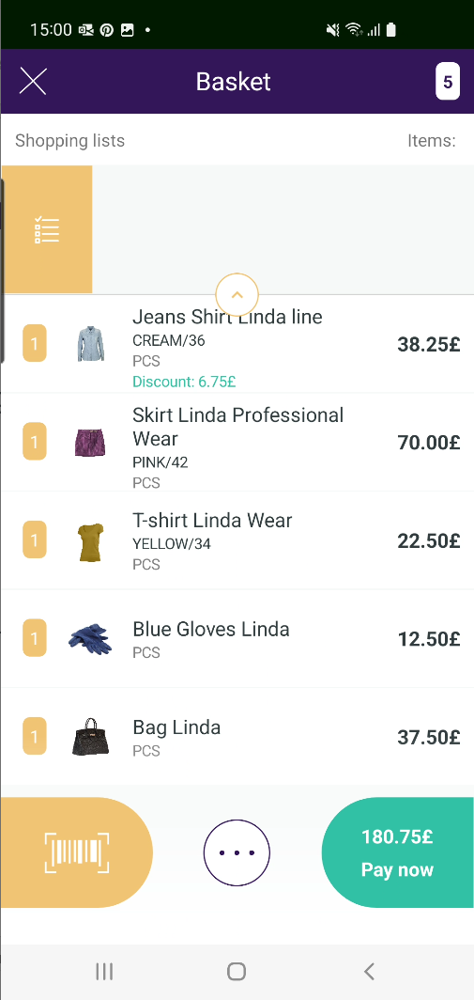 15:00
Basket
5
Shopping lists
Items:
Jeans Shirt Linda line
1
CREAM/36
38.25£
PCS
Discount: 6.75£
Skirt Linda Professional
Wear
1
70.00£
PINK/42
PCS
T-shirt Linda Wear
1
YELLOW/34
22.50£
PCS
Blue Gloves Linda
1
12.50£
PCS
Bag Linda
1
37.50£
PCS
180.75£
Pay now